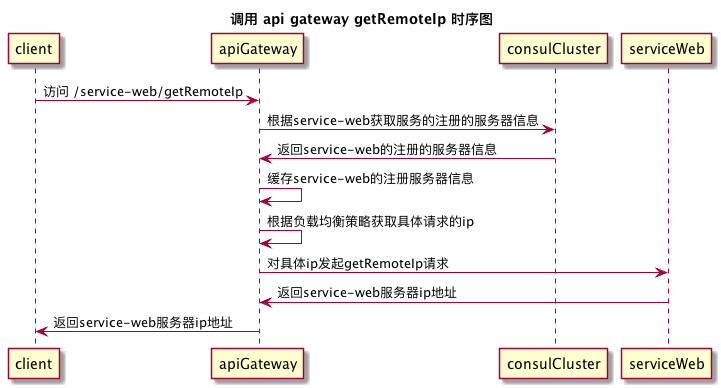 调用 api gateway getRemoteIp 时序图
client
apiGateway
consulCluster
serviceWeb
访问 /service-web/getRemoteIp
根据service-web获取服务的注册的服务器信息
返回service-web的注册的服务器信息
缓存service-web的注册服务器信息
根据负载均衡策略获取具体请求的ip
对具体ip发起getRemoteIp请求
返回service-web服务器ip地址
返回service-web服务器ip地址
client
apiGateway
consulCluster
serviceWeb